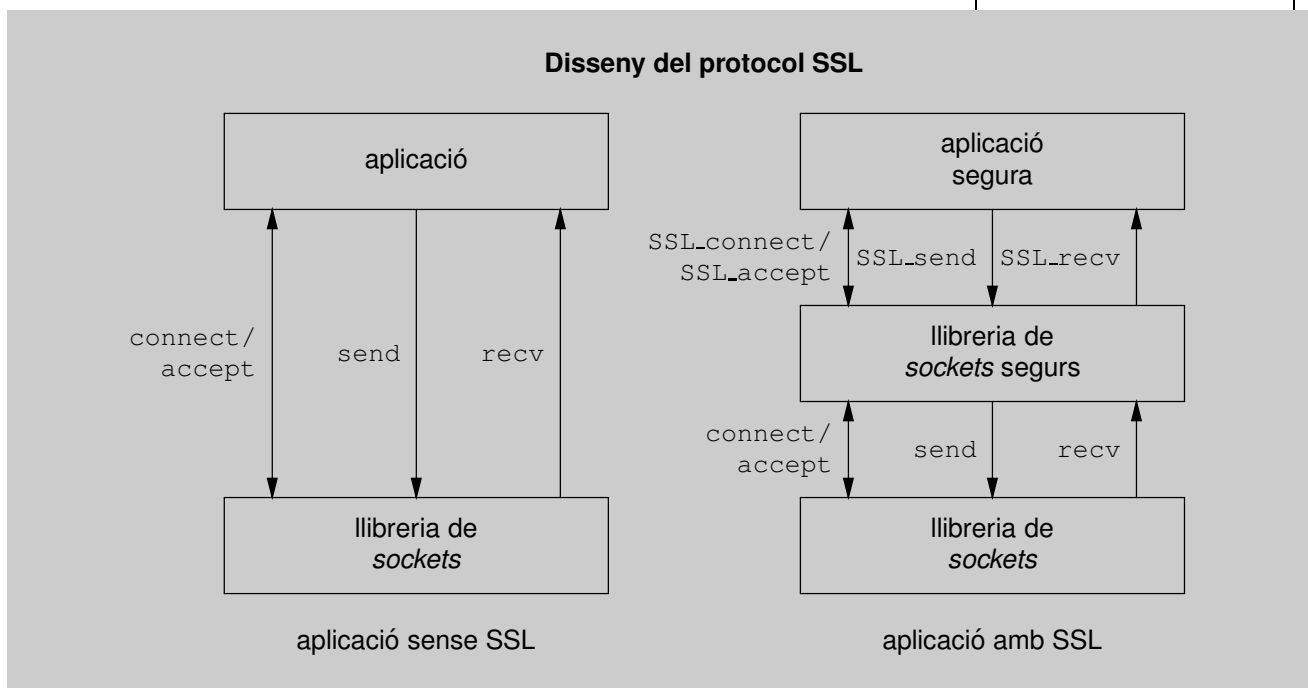 Disseny del protocol SSL
aplicació
connect/
accept
send
recv
llibreria de
sockets
aplicació sense SSL
aplicació
segura
SSL_connect/
SSL_accept
SSL_send
SSL_recv
llibreria de
sockets segurs
connect/
accept
send
recv
llibreria de
sockets
aplicació amb SSL